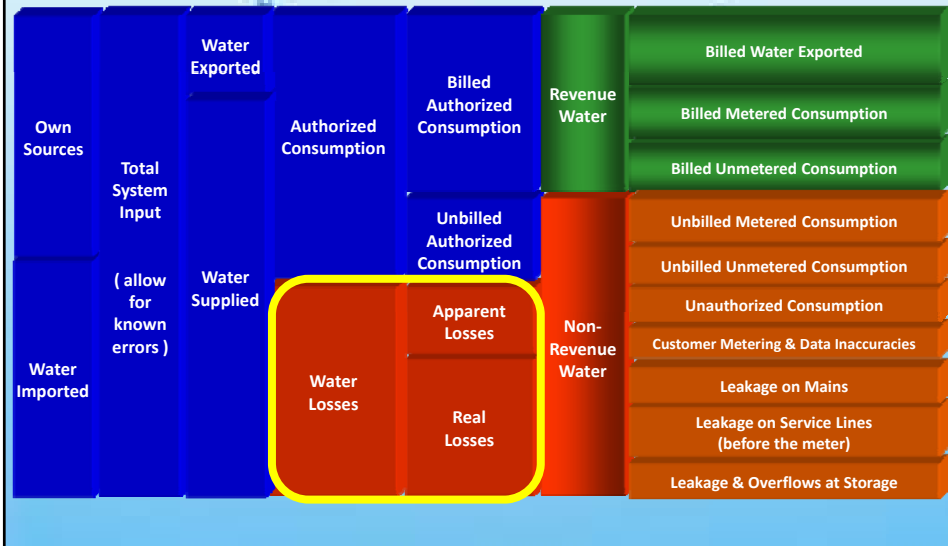 Own
Sources
Water
Imported
Total
System
Input
( allow
for
known
errors )
Water
Exported
Water
Supplied
Authorized
Consumption
Water
Losses
Billed
Authorized
Consumption
Unbilled
Authorized
Consumption
Apparent
Losses
Real
Losses
Revenue
Water
Non-
Revenue
Water
Billed Water Exported
Billed Metered Consumption
Billed Unmetered Consumption
Unbilled Metered Consumption
Unbilled Unmetered Consumption
Unauthorized Consumption
Customer Metering & Data Inaccuracies
Leakage on Mains
Leakage on Service Lines
(before the meter)
Leakage & Overflows at Storage